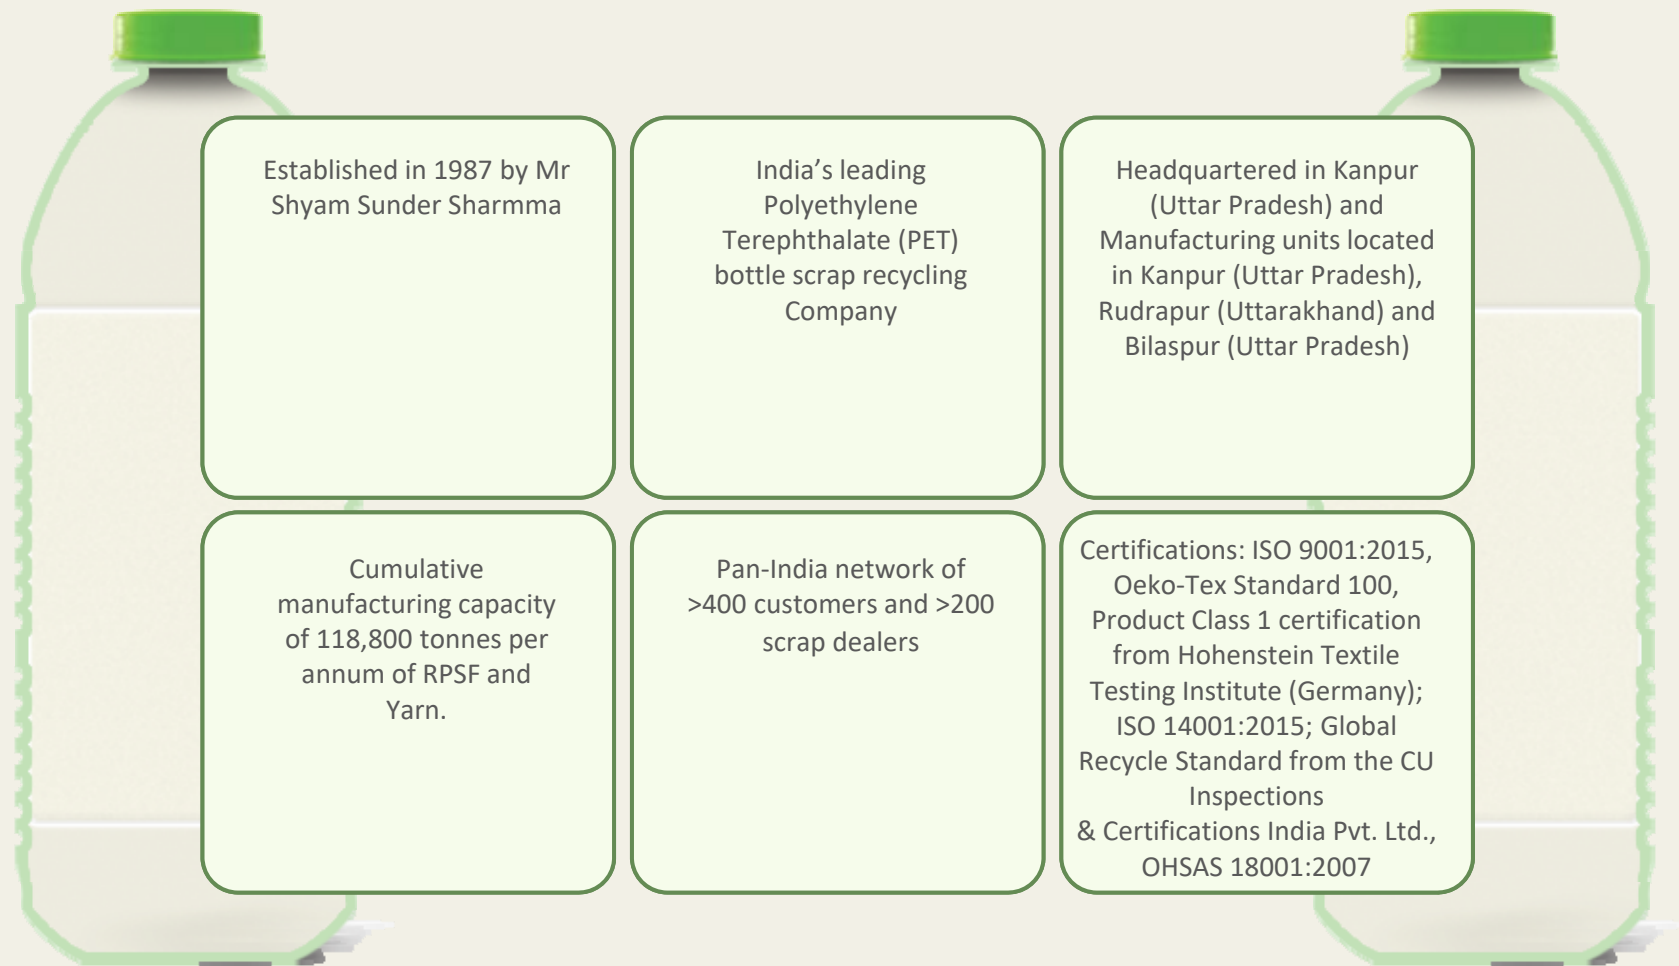 Established in 1987 by Mr
Shyam Sunder Sharmma
India’s leading
Polyethylene
Terephthalate (PET)
bottle scrap recycling
Company
Headquartered in Kanpur
(Uttar Pradesh) and
Manufacturing units located
in Kanpur (Uttar Pradesh),
Rudrapur (Uttarakhand) and
Bilaspur (Uttar Pradesh)
Cumulative
manufacturing capacity
of 118,800 tonnes per
annum of RPSF and
Yarn.
Pan-India network of
>400 customers and >200
scrap dealers
Certifications: ISO 9001:2015,
Oeko-Tex Standard 100,
Product Class 1 certification
from Hohenstein Textile
Testing Institute (Germany);
ISO 14001:2015; Global
Recycle Standard from the CU
Inspections
& Certifications India Pvt. Ltd.,
OHSAS 18001:2007